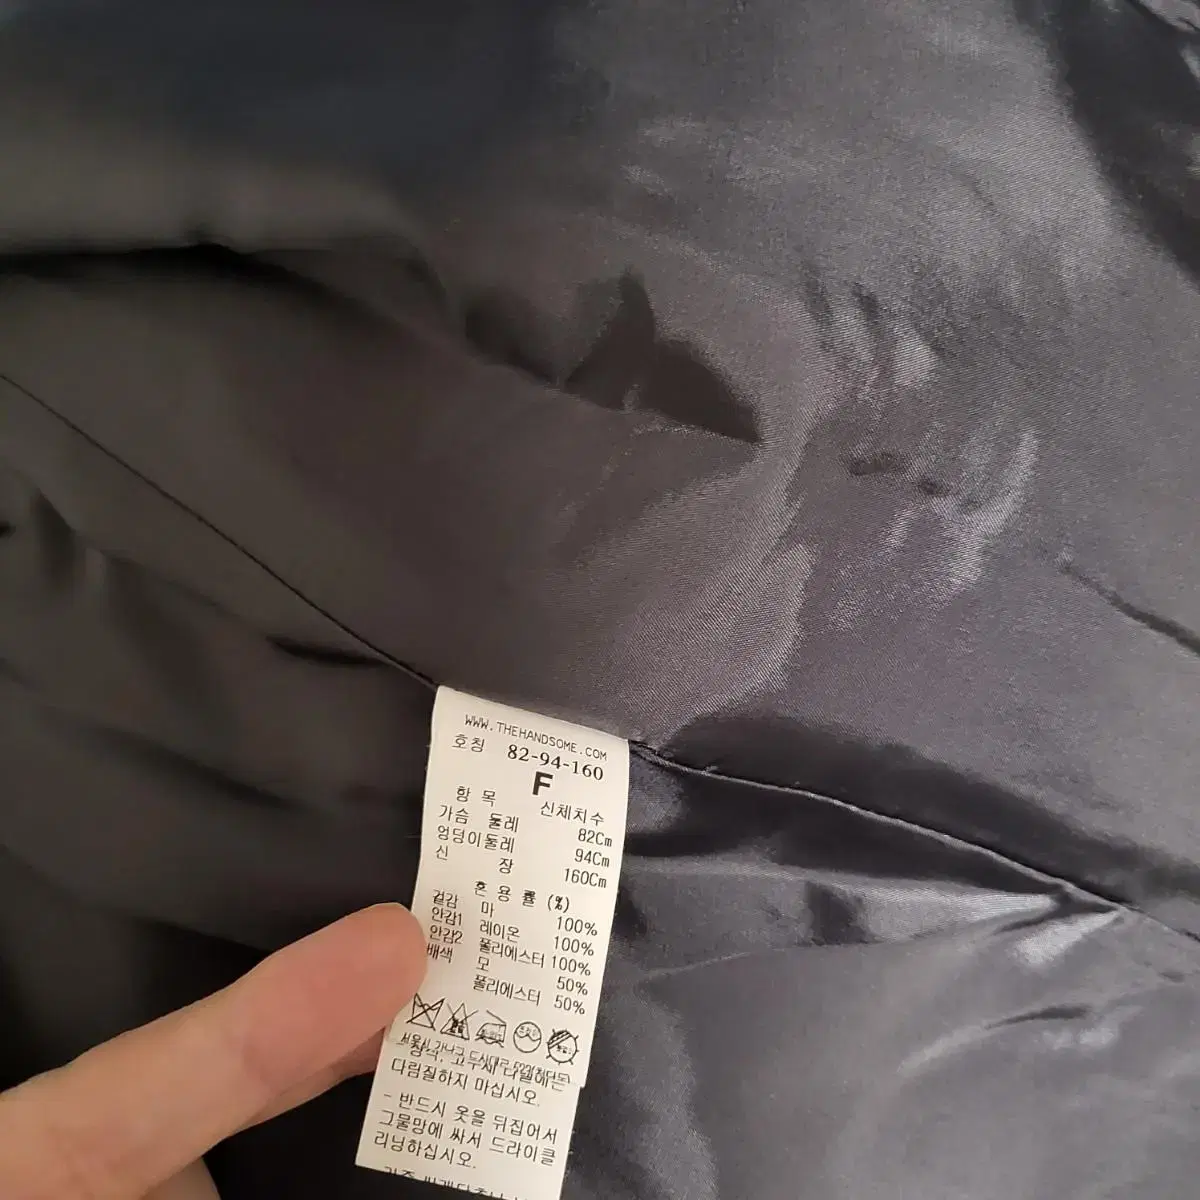 WWW.THEHANDSOME.COM
호칭 82-94-160
F
항 목 신체치수
가슴 둘레 82Cm
엉덩이둘레 94Cm
신 장 160Cm
혼 용 률 (%)
겉감 마 100%
안감1 레이온 100%
안감2 폴리에스터 100%
배색 모 50%
폴리에스터 50%
다림질하지 마십시오.
- 반드시 옷을 뒤집어서
그물망에 싸서 드라이클
리닝하십시오.